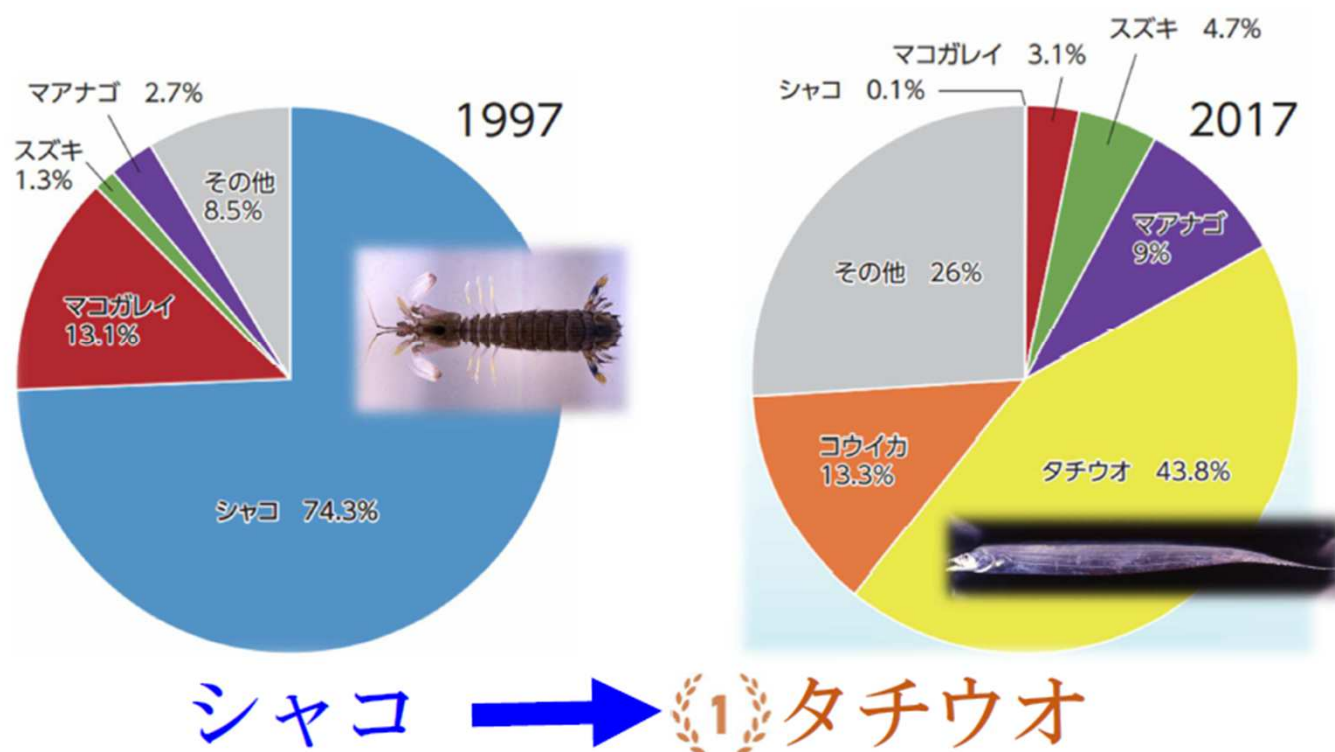 1997
マアナゴ 2.7%
スズキ
1.3%
その他
8.5%
マコガレイ
13.1%
シャコ 74.3%
2017
スズキ 4.7%
マコガレイ 3.1%
シャコ 0.1%
マアナゴ
9%
その他 26%
コウイカ
13.3%
タチウオ 43.8%
シャコ 1 タチウオ